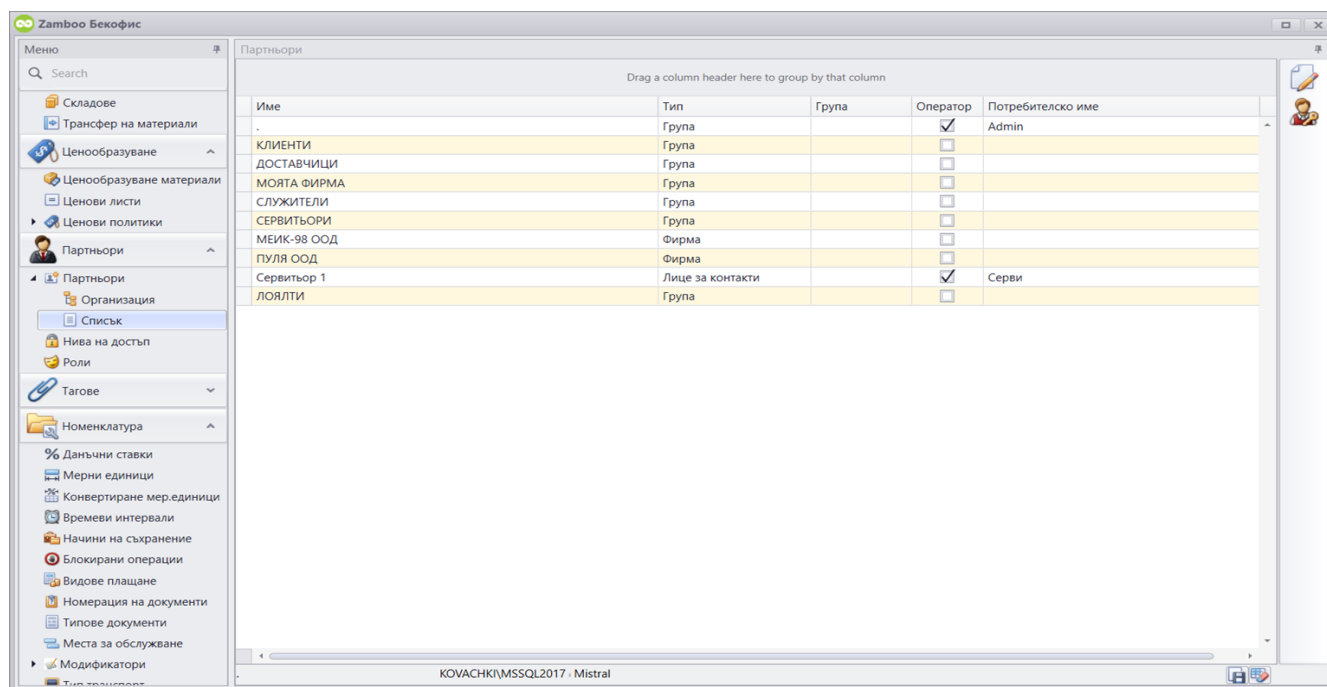 Zamboo Бекофис
Меню
Search
Складове
Трансфер на материали
Ценообразуване
Ценообразуване материали
Ценови листи
Ценови политики
Партньори
Партньори
Организация
Списък
Нива на достъп
Роли
Тагове
Номенклатура
Данъчни ставки
Мерни единици
Конвертиране мер.единици
Времеви интервали
Начини на съхранение
Блокирани операции
Видове плащане
Номерация на документи
Типове документи
Места за обслужване
Модификатори
Тип транспорт
Партньори
Drag a column header here to group by that column
Име Тип Група Оператор Потребителско име
. Група Admin
КЛИЕНТИ Група
ДОСТАВЧИЦИ Група
МОЯТА ФИРМА Група
СЛУЖИТЕЛИ Група
СЕРВИТЬОРИ Група
МЕИК-98 ООД Фирма
ПУЛЯ ООД Фирма
Сервитьор 1 Лице за контакти Серви
ЛОЯЛТИ Група
. KOVACHKI\MSSQL2017 › Mistral